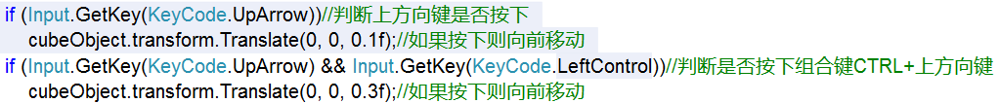 if (Input.GetKey(KeyCode.UpArrow))//判断上方向键是否按下
cubeObject.transform.Translate(0, 0, 0.1f);//如果按下则向前移动
if (Input.GetKey(KeyCode.UpArrow) && Input.GetKey(KeyCode.LeftControl))//判断是否按下组合键CTRL+上方向键
cubeObject.transform.Translate(0, 0, 0.3f);//如果按下则向前移动